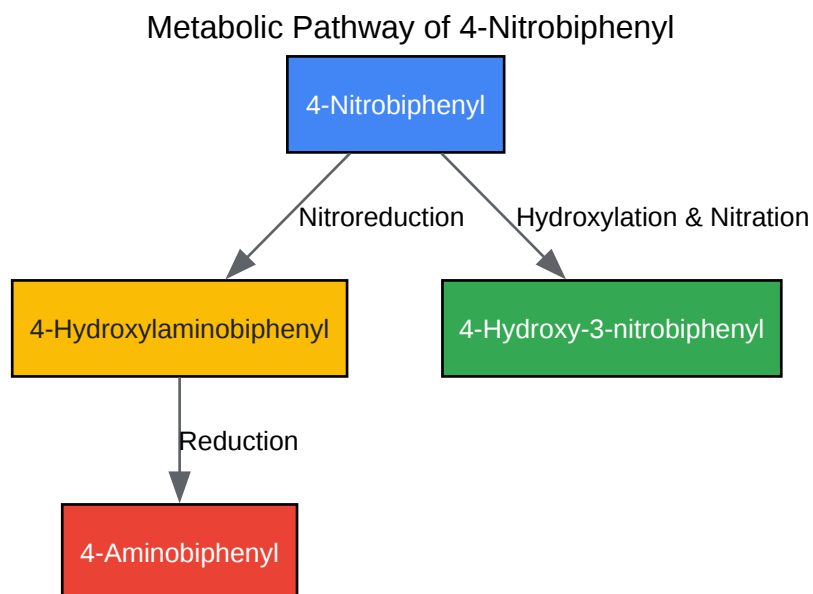 Metabolic Pathway of 4-Nitrobiphenyl
4-Nitrobiphenyl
Nitroreduction
Hydroxylation & Nitration
4-Hydroxylaminobiphenyl
4-Hydroxy-3-nitrobiphenyl
Reduction
4-Aminobiphenyl